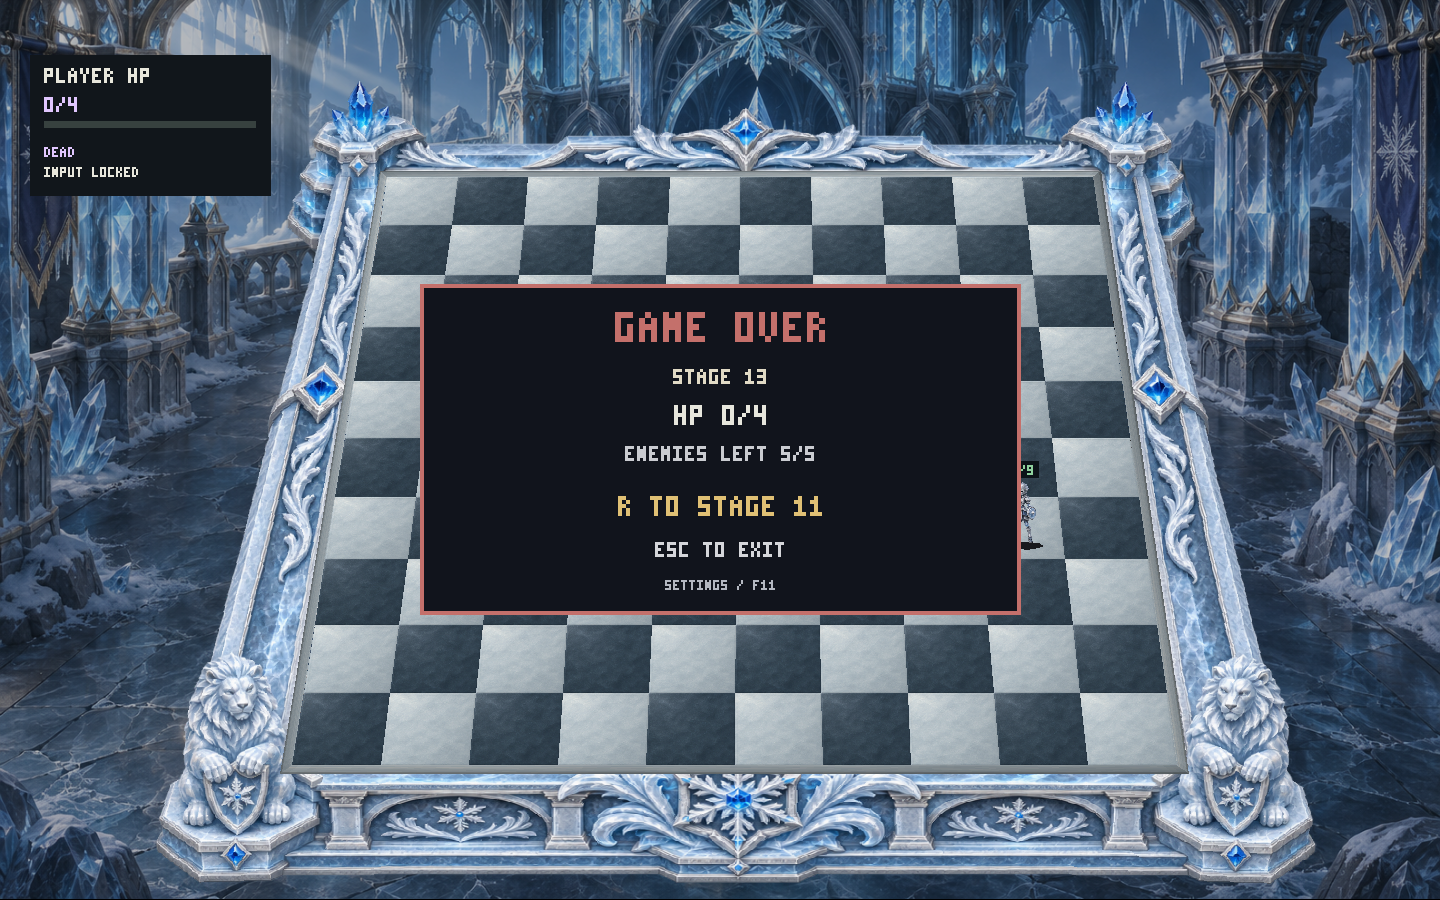 PLAYER HP
0/4
DEAD
INPUT LOCKED
GAME OVER
STAGE 13
HP 0/4
ENEMIES LEFT 5/5
/9
R TO STAGE 11
ESC TO EXIT
SETTINGS / F11